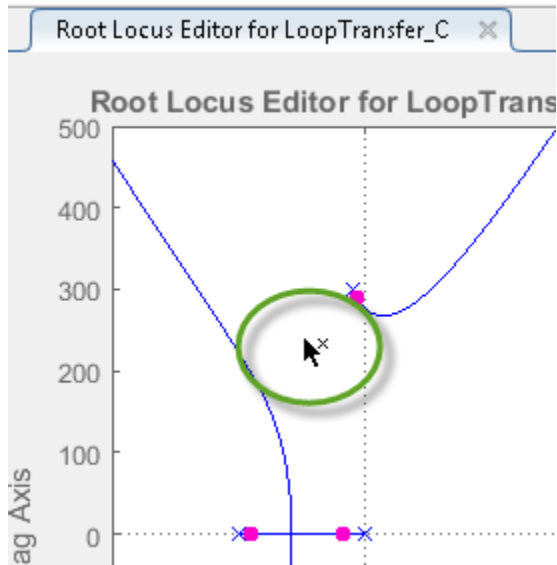 Root Locus Editor for LoopTransfer_C
Root Locus Editor for LoopTrans
500
400
300
200
100
0
ag Axis